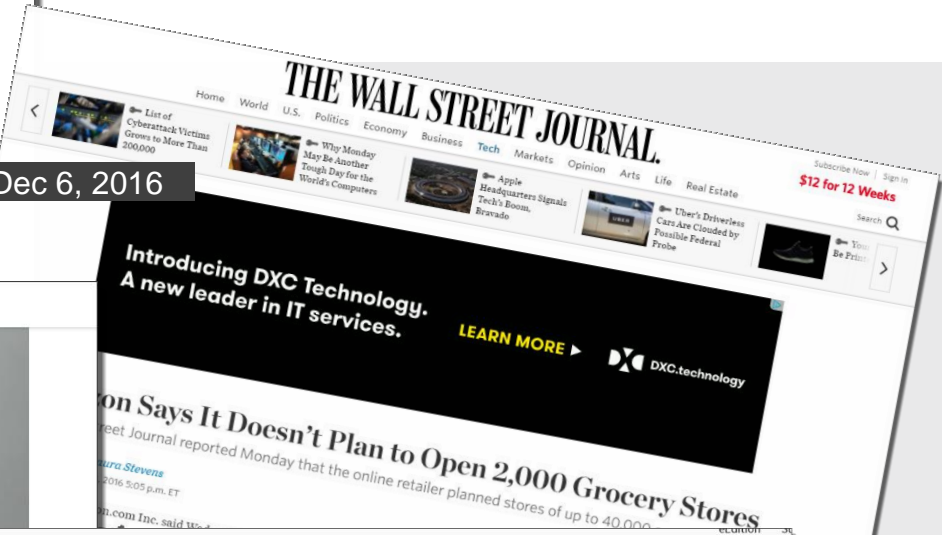 THE WALL STREET JOURNAL.
Subscribe Now | Sign In
$12 for 12 Weeks
Home World U.S. Politics Economy Business Tech Markets Opinion Arts Life Real Estate
Search
List of
Cyberattack Victims
Grows to More Than
200,000
Why Monday
May Be Another
Tough Day for the
World's Computers
Apple
Headquarters Signals
Tech's Boom,
Bravado
UBER
Uber's Driverless
Cars Are Clouded by
Possible Federal
Probe
Be
Dec 6, 2016
Introducing DXC Technology.
A new leader in IT services.
LEARN MORE
DXC.technology
on Says It Doesn't Plan to Open 2,000 Grocery Stores
reet Journal reported Monday that the online retailer planned stores of up to 40,000
aura Stevens
2016 5:05 p.m. ET
on.com Inc. said